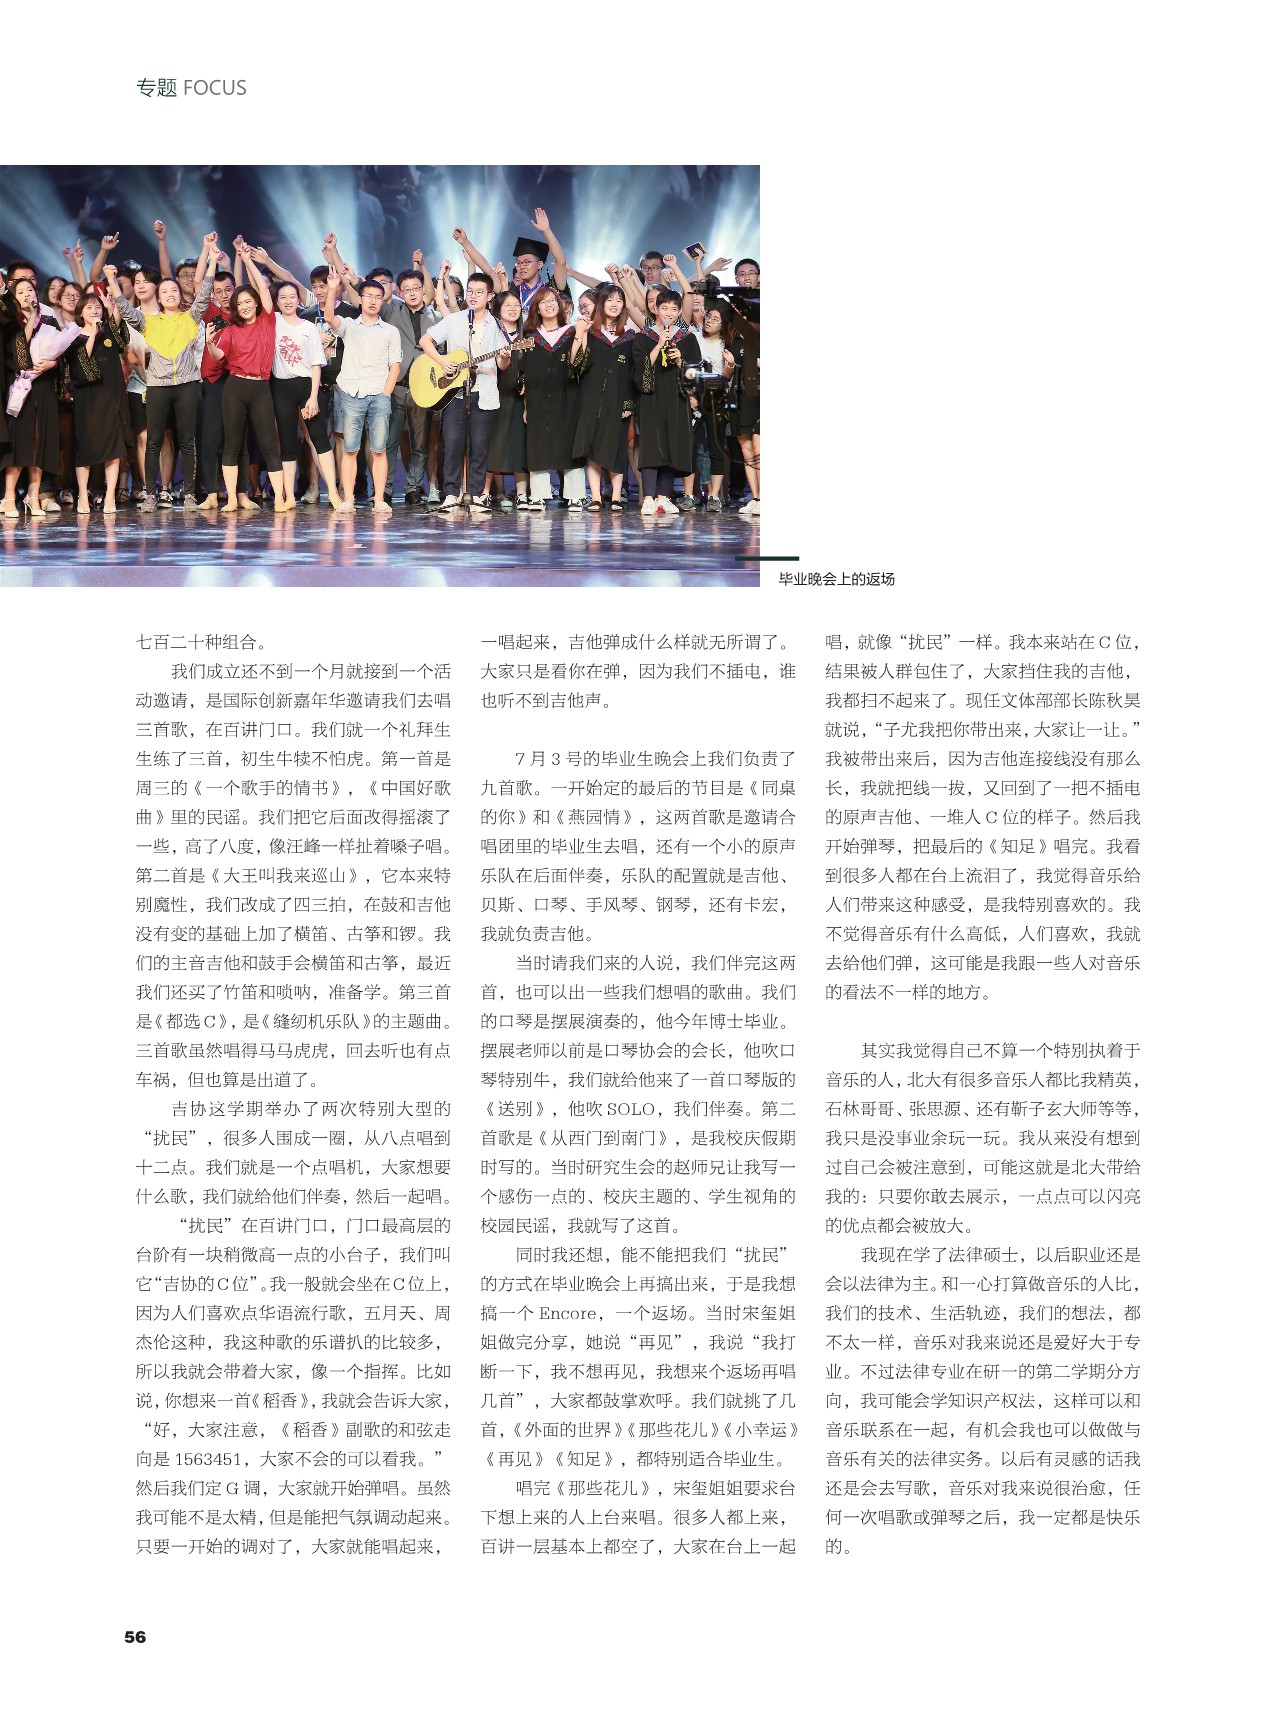 专题 FOCUS
毕业晚会上的返场
七百二十种组合。
我们成立还不到一个月就接到一个活
动邀请，是国际创新嘉年华邀请我们去唱
三首歌，在百讲门口。我们就一个礼拜生
生练了三首，初生牛犊不怕虎。第一首是
周三的《一个歌手的情书》，《中国好歌
曲》里的民谣。我们把它后面改得摇滚了
一些，高了八度，像汪峰一样扯着嗓子唱。
第二首是《大王叫我来巡山》，它本来特
别魔性，我们改成了四三拍，在鼓和吉他
没有变的基础上加了横笛、古筝和锣。我
们的主音吉他和鼓手会横笛和古筝，最近
我们还买了竹笛和唢呐，准备学。第三首
是《都选C》，是《缝纫机乐队》的主题曲。
三首歌虽然唱得马马虎虎，回去听也有点
车祸，但也算是出道了。
吉协这学期举办了两次特别大型的
“扰民”，很多人围成一圈，从八点唱到
十二点。我们就是一个点唱机，大家想要
什么歌，我们就给他们伴奏，然后一起唱。
“扰民”在百讲门口，门口最高层的
台阶有一块稍微高一点的小台子，我们叫
它“吉协的C位”。我一般就会坐在C位上，
因为人们喜欢点华语流行歌，五月天、周
杰伦这种，我这种歌的乐谱扒的比较多，
所以我就会带着大家，像一个指挥。比如
说，你想来一首《稻香》，我就会告诉大家，
“好，大家注意，《稻香》副歌的和弦走
向是 1563451，大家不会的可以看我。”
然后我们定 G 调，大家就开始弹唱。虽然
我可能不是太精，但是能把气氛调动起来。
只要一开始的调对了，大家就能唱起来，
一唱起来，吉他弹成什么样就无所谓了。
大家只是看你在弹，因为我们不插电，谁
也听不到吉他声。
7 月 3 号的毕业生晚会上我们负责了
九首歌。一开始定的最后的节目是《同桌
的你》和《燕园情》，这两首歌是邀请合
唱团里的毕业生去唱，还有一个小的原声
乐队在后面伴奏，乐队的配置就是吉他、
贝斯、口琴、手风琴、钢琴，还有卡宏，
我就负责吉他。
当时请我们来的人说，我们伴完这两
首，也可以出一些我们想唱的歌曲。我们
的口琴是摆展演奏的，他今年博士毕业。
摆展老师以前是口琴协会的会长，他吹口
琴特别牛，我们就给他来了一首口琴版的
《送别》，他吹 SOLO，我们伴奏。第二
首歌是《从西门到南门》，是我校庆假期
时写的。当时研究生会的赵师兄让我写一
个感伤一点的、校庆主题的、学生视角的
校园民谣，我就写了这首。
同时我还想，能不能把我们“扰民”
的方式在毕业晚会上再搞出来，于是我想
搞一个 Encore，一个返场。当时宋玺姐
姐做完分享，她说“再见”，我说“我打
断一下，我不想再见，我想来个返场再唱
几首”，大家都鼓掌欢呼。我们就挑了几
首，《外面的世界》《那些花儿》《小幸运》
《再见》《知足》，都特别适合毕业生。
唱完《那些花儿》，宋玺姐姐要求台
下想上来的人上台来唱。很多人都上来，
百讲一层基本上都空了，大家在台上一起
唱，就像“扰民”一样。我本来站在 C 位，
结果被人群包住了，大家挡住我的吉他，
我都扫不起来了。现任文体部部长陈秋昊
就说，“子尤我把你带出来，大家让一让。”
我被带出来后，因为吉他连接线没有那么
长，我就把线一拔，又回到了一把不插电
的原声吉他、一堆人 C 位的样子。然后我
开始弹琴，把最后的《知足》唱完。我看
到很多人都在台上流泪了，我觉得音乐给
人们带来这种感受，是我特别喜欢的。我
不觉得音乐有什么高低，人们喜欢，我就
去给他们弹，这可能是我跟一些人对音乐
的看法不一样的地方。
其实我觉得自己不算一个特别执着于
音乐的人，北大有很多音乐人都比我精英，
石林哥哥、张思源、还有靳子玄大师等等，
我只是没事业余玩一玩。我从来没有想到
过自己会被注意到，可能这就是北大带给
我的：只要你敢去展示，一点点可以闪亮
的优点都会被放大。
我现在学了法律硕士，以后职业还是
会以法律为主。和一心打算做音乐的人比，
我们的技术、生活轨迹，我们的想法，都
不太一样，音乐对我来说还是爱好大于专
业。不过法律专业在研一的第二学期分方
向，我可能会学知识产权法，这样可以和
音乐联系在一起，有机会我也可以做做与
音乐有关的法律实务。以后有灵感的话我
还是会去写歌，音乐对我来说很治愈，任
何一次唱歌或弹琴之后，我一定都是快乐
的。
56